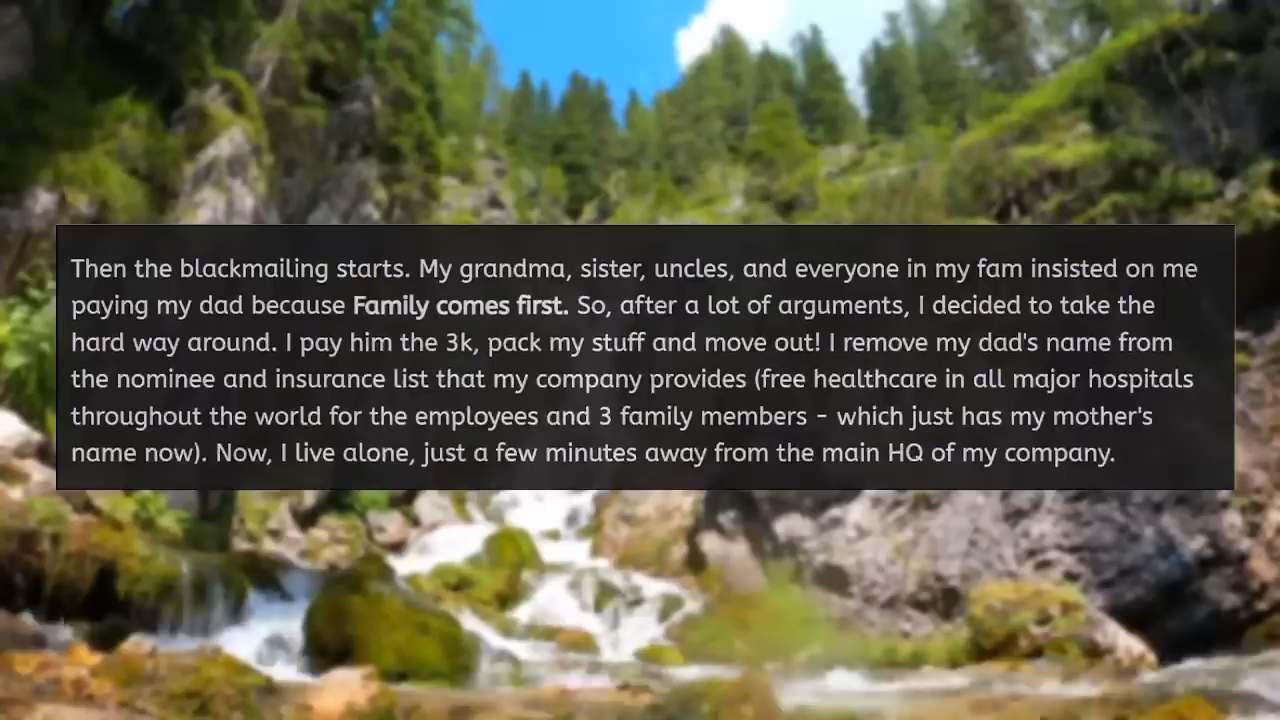 Then the blackmailing starts. My grandma, sister, uncles, and everyone in my fam insisted on me
paying my dad because Family comes first. So, after a lot of arguments, I decided to take the
hard way around. I pay him the 3k, pack my stuff and move out! I remove my dad's name from
the nominee and insurance list that my company provides (free healthcare in all major hospitals
throughout the world for the employees and 3 family members - which just has my mother's
name now). Now, I live alone, just a few minutes away from the main HQ of my company.